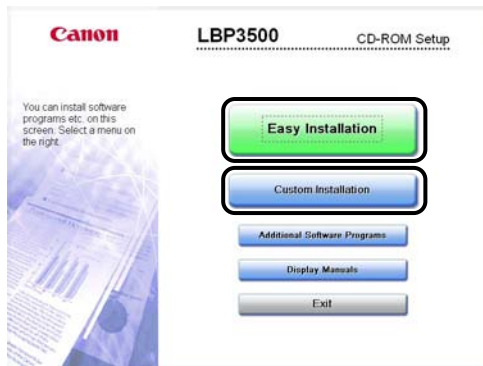 Canon
LBP3500
CD-ROM Setup
You can install software
programs etc. on this
screen. Select a menu on
the right.
Easy Installation
Custom Installation
Additional Software Programs
Display Manuals
Exit